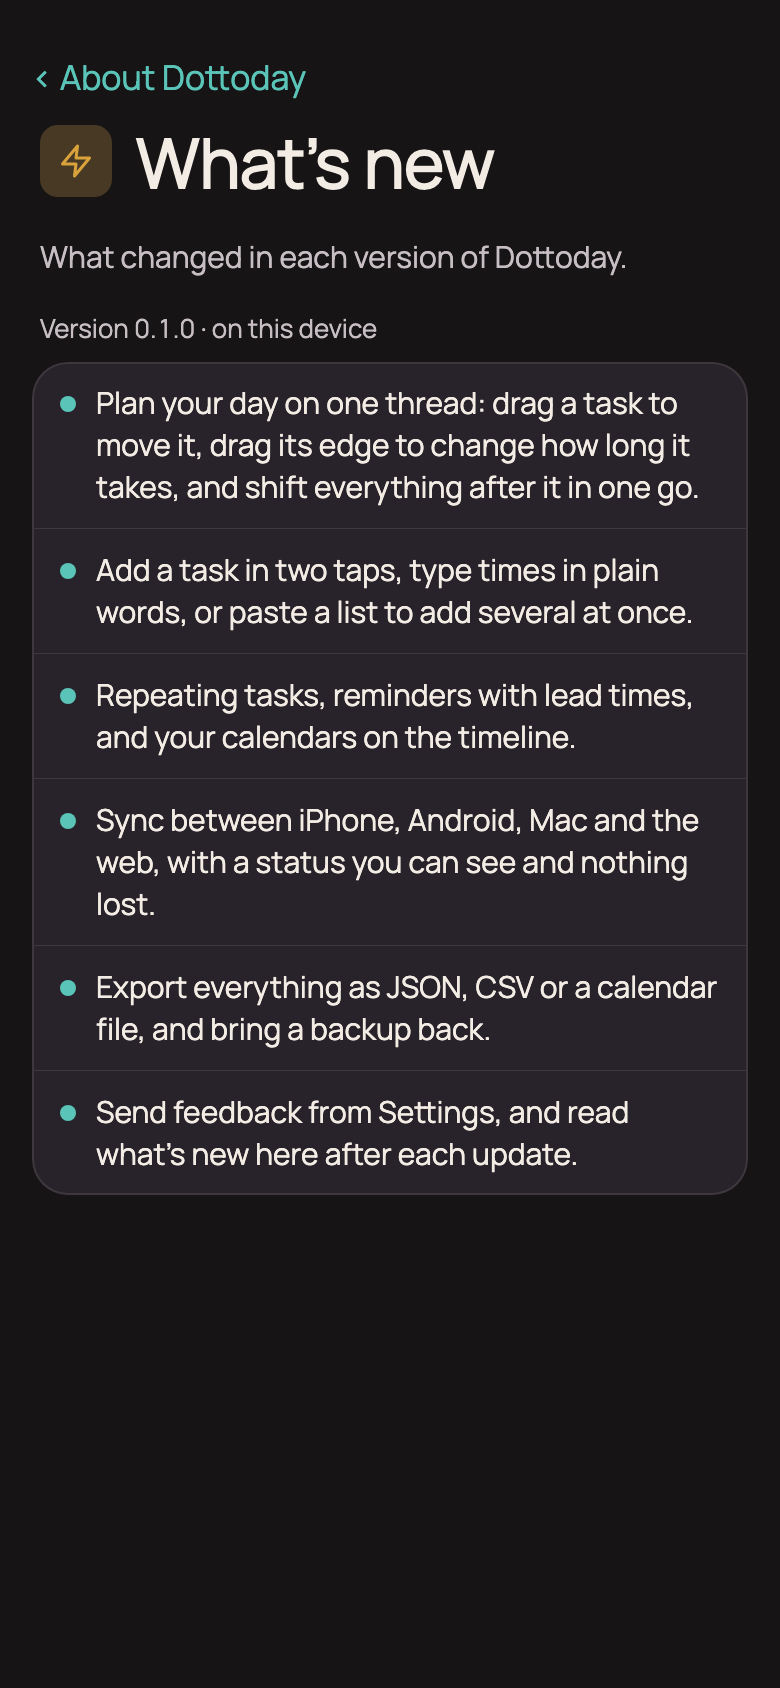 ‹ About Dottoday
What’s new
What changed in each version of Dottoday.
Version 0.1.0 · on this device
Plan your day on one thread: drag a task to
move it, drag its edge to change how long it
takes, and shift everything after it in one go.
Add a task in two taps, type times in plain
words, or paste a list to add several at once.
Repeating tasks, reminders with lead times,
and your calendars on the timeline.
Sync between iPhone, Android, Mac and the
web, with a status you can see and nothing
lost.
Export everything as JSON, CSV or a calendar
file, and bring a backup back.
Send feedback from Settings, and read
what’s new here after each update.